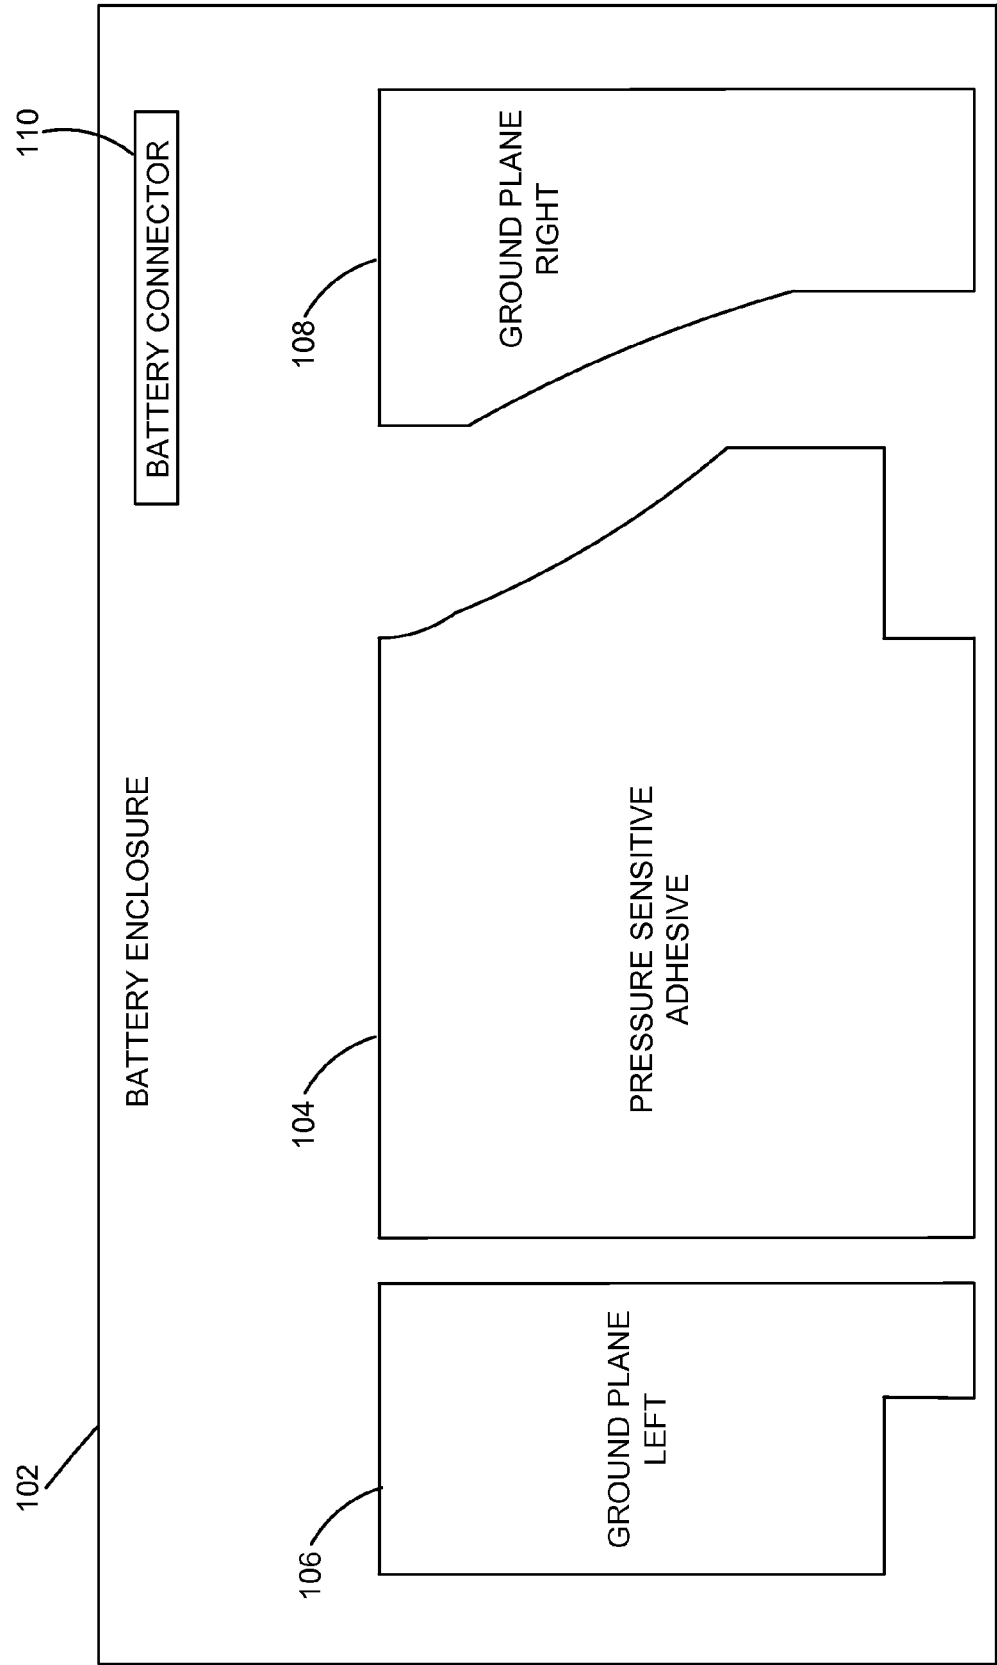 102
BATTERY ENCLOSURE
110
BATTERY CONNECTOR
106
GROUND PLANE
LEFT
104
PRESSURE SENSITIVE
ADHESIVE
108
GROUND PLANE
RIGHT